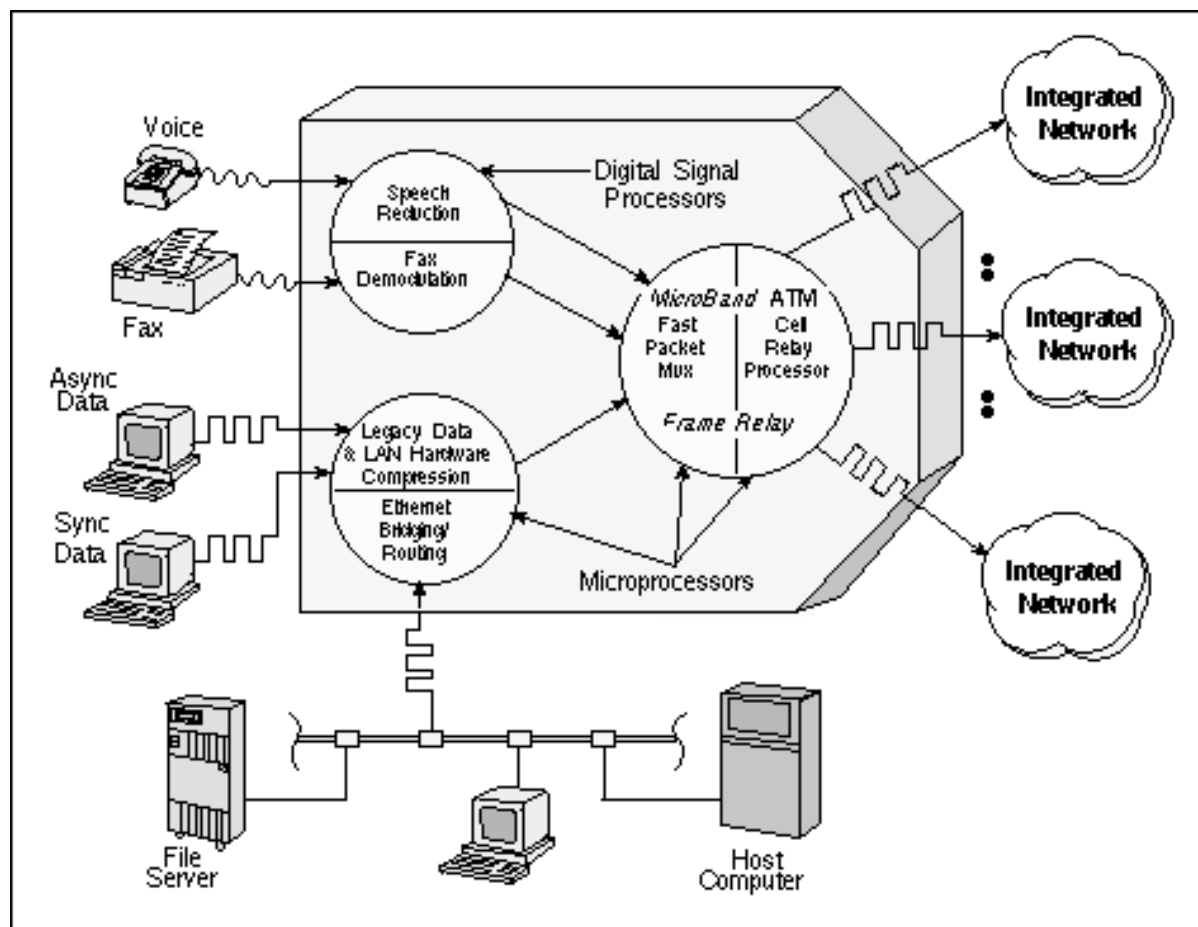 Voice
Fax
Async
Data
Sync
Data
Speech
Reduction
Fax
Demodulation
Digital Signal
Processors
Legacy Data
& LAN Hardware
Compression
Ethernet
Bridging/
Routing
MicroBand ATM
Fast Cell
Packet Relay
Mux Processor
Frame Relay
Microprocessors
Integrated
Network
Integrated
Network
Integrated
Network
File
Server
Host
Computer